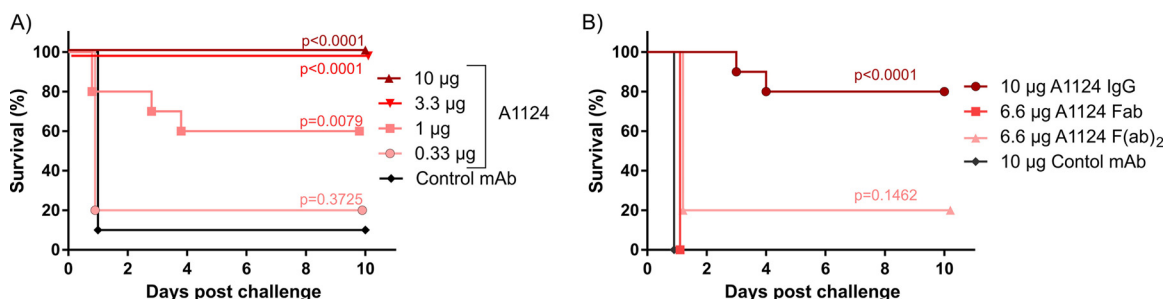 A)
100
80
60
40
20
0
Survival (%)
0 2 4 6 8 10
Days post challenge
p<0.0001
p<0.0001
p=0.0079
p=0.3725
10 µg
3.3 µg
1 µg
0.33 µg
A1124
Control mAb
B)
100
80
60
40
20
0
Survival (%)
0 2 4 6 8 10
Days post challenge
p<0.0001
p=0.1462
10 µg A1124 IgG
6.6 µg A1124 Fab
6.6 µg A1124 F(ab)2
10 µg Contol mAb